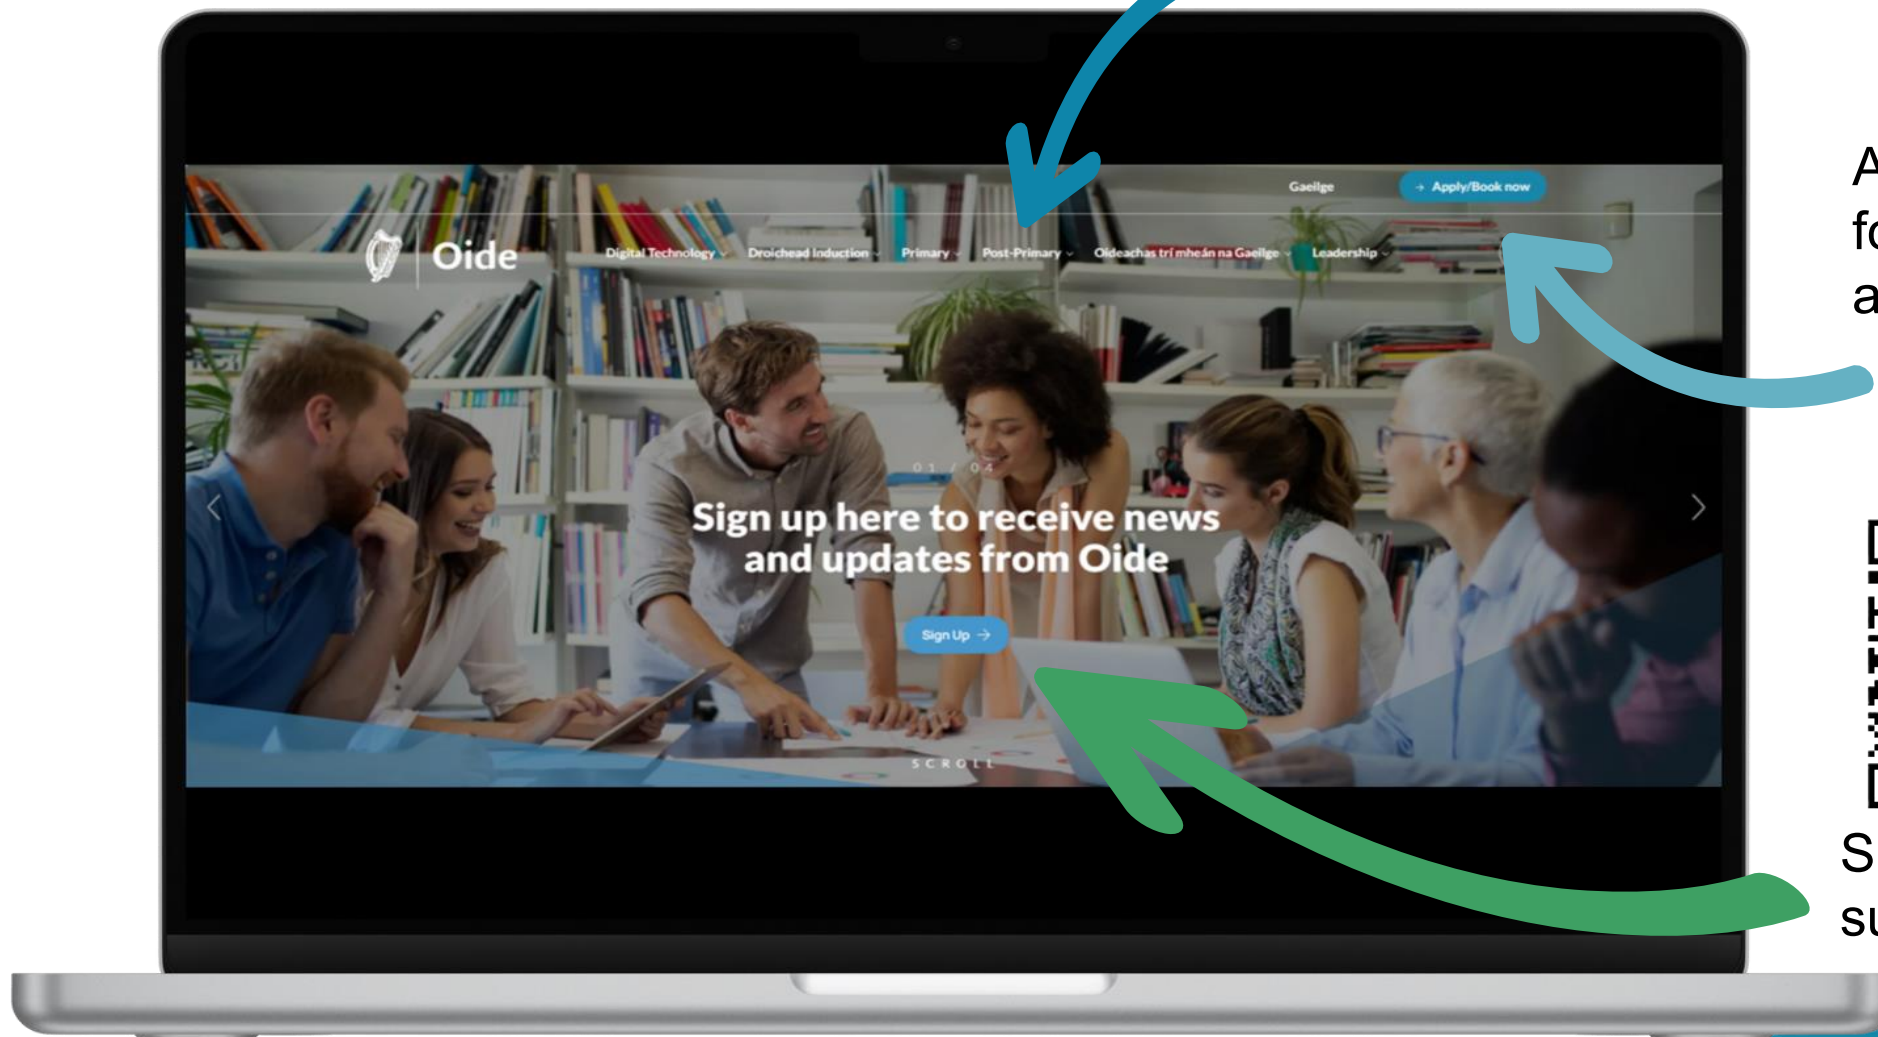 Gaeilge
→ Apply/Book now
Oide
Digital Technology
Droichead Induction
Primary
Post-Primary
Oideachas trí mheán na Gaeilge
Leadership
01 / 04
Sign up here to receive news
and updates from Oide
Sign Up →
SCROLL